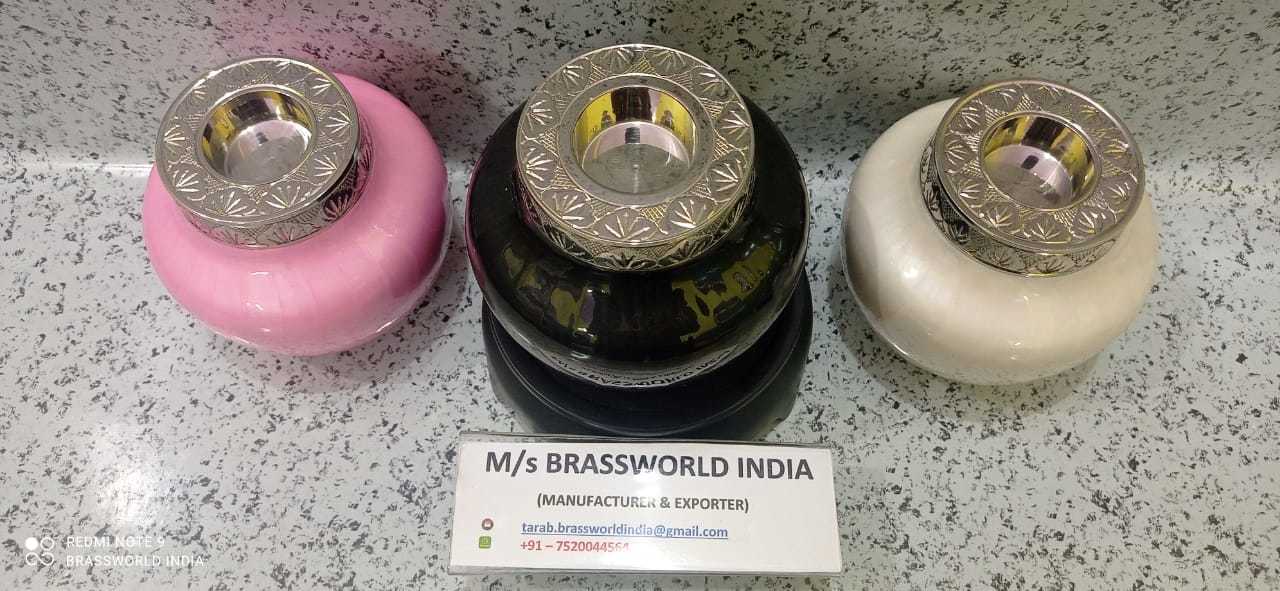 M/s BRASSWORLD INDIA
(MANUFACTURER & EXPORTER)
tarab.brassworldindia@gmail.com
+91 – 7520044564
REDMI NOTE 9
BRASSWORLD INDIA